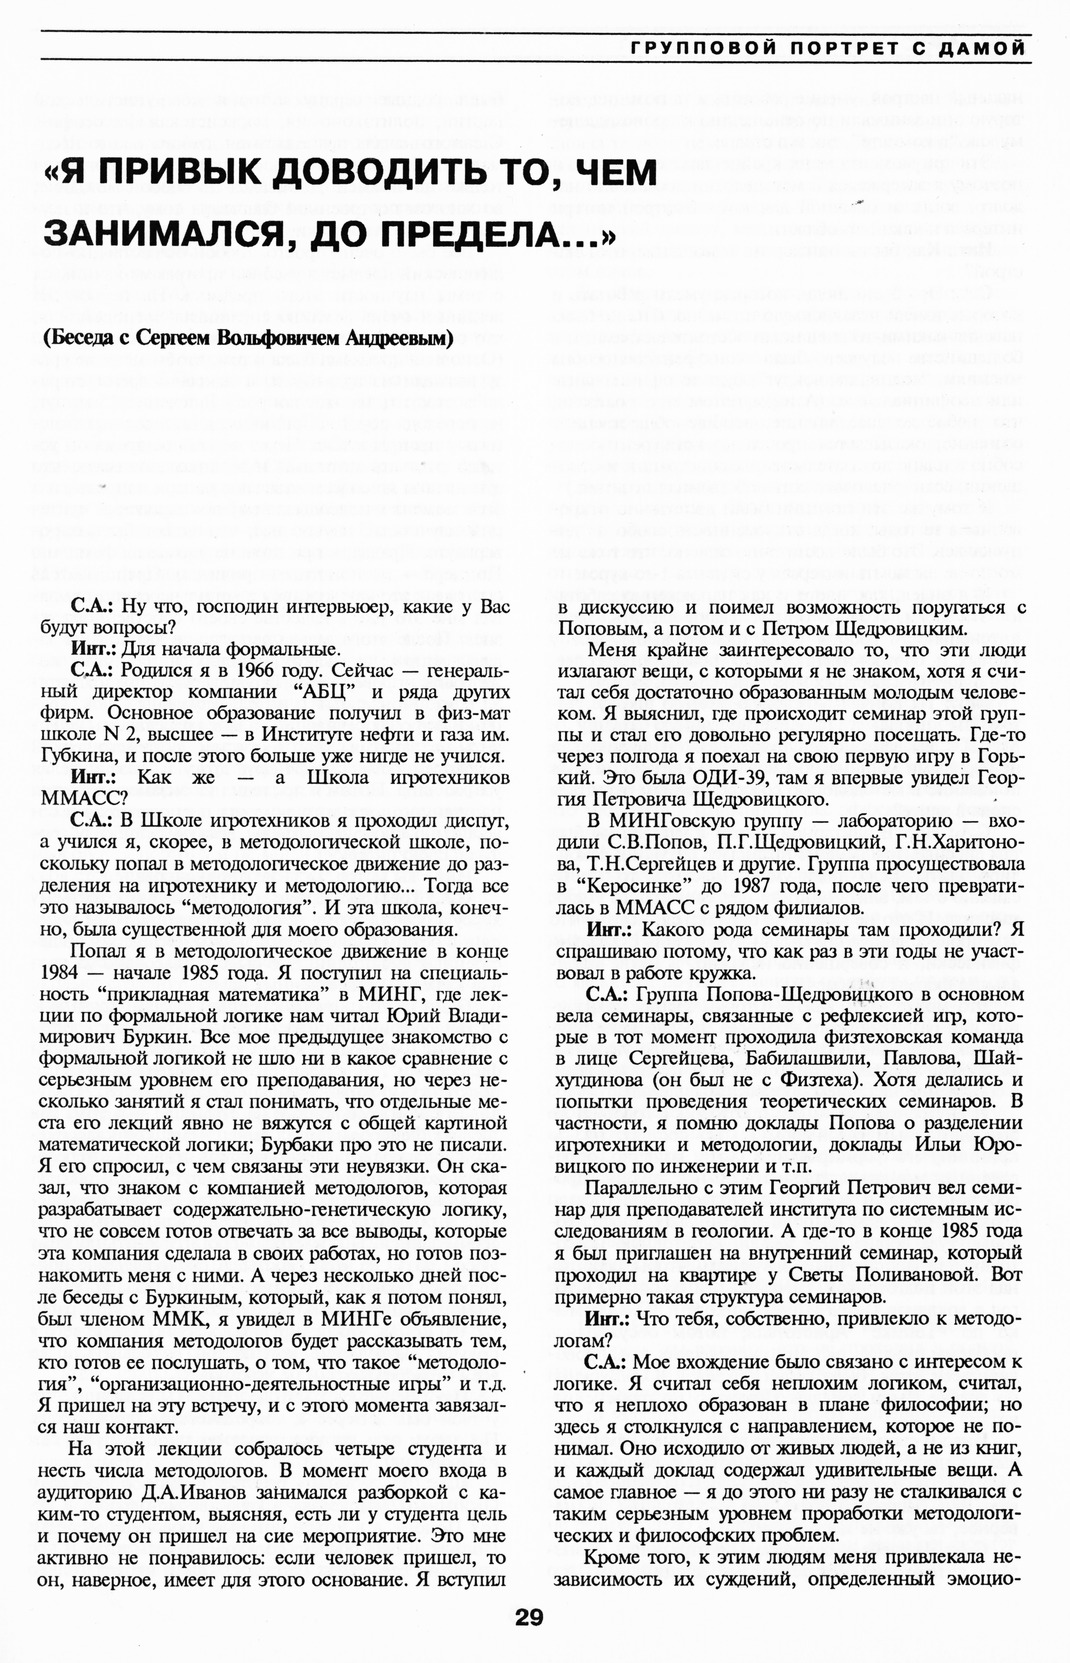 ГРУППОВОЙ ПОРТРЕТ С ДАМОЙ
«Я ПРИВЫК ДОВОДИТЬ ТО, ЧЕМ
ЗАНИМАЛСЯ, ДО ПРЕДЕЛА...»
(Беседа с Сергеем Вольфовичем Андреевым)
С.А.: Ну что, господин интервьюер, какие у Вас
будут вопросы?
Инт.: Для начала формальные.
С.А.: Родился я в 1966 году. Сейчас — генераль-
ный директор компании “АБЦ” и ряда других
фирм. Основное образование получил в физ-мат
школе N 2, высшее — в Институте нефти и газа им.
Губкина, и после этого больше уже нигде не учился.
Инт.: Как же — а Школа игротехников
ММАСС?
С.А.: В Школе игротехников я проходил диспут,
а учился я, скорее, в методологической школе, по-
скольку попал в методологическое движение до раз-
деления на игротехнику и методологию... Тогда все
это называлось “методология”. И эта школа, конеч-
но, была существенной для моего образования.
Попал я в методологическое движение в конце
1984 — начале 1985 года. Я поступил на специаль-
ность “прикладная математика” в МИНГ, где лек-
ции по формальной логике нам читал Юрий Влади-
мирович Буркин. Все мое предыдущее знакомство с
формальной логикой не шло ни в какое сравнение с
серьезным уровнем его преподавания, но через не-
сколько занятий я стал понимать, что отдельные ме-
ста его лекций явно не вяжутся с общей картиной
математической логики; Бурбаки про это не писали.
Я его спросил, с чем связаны эти неувязки. Он ска-
зал, что знаком с компанией методологов, которая
разрабатывает содержательно-генетическую логику,
что не совсем готов отвечать за все выводы, которые
эта компания сделала в своих работах, но готов поз-
накомить меня с ними. А через несколько дней пос-
ле беседы с Буркиным, который, как я потом понял,
был членом ММК, я увидел в МИНГе объявление,
что компания методологов будет рассказывать тем,
кто готов ее послушать, о том, что такое “методоло-
гия”, “организационно-деятельностные игры” и т.д.
Я пришел на эту встречу, и с этого момента завязал-
ся наш контакт.
На этой лекции собралось четыре студента и
несть числа методологов. В момент моего входа в
аудиторию Д.А.Иванов занимался разборкой с ка-
ким-то студентом, выясняя, есть ли у студента цель
и почему он пришел на сие мероприятие. Это мне
активно не понравилось: если человек пришел, то
он, наверное, имеет для этого основание. Я вступил
в дискуссию и поимел возможность поругаться с
Поповым, а потом и с Петром Щедровицким.
Меня крайне заинтересовало то, что эти люди
излагают вещи, с которыми я не знаком, хотя я счи-
тал себя достаточно образованным молодым челове-
ком. Я выяснил, где происходит семинар этой груп-
пы и стал его довольно регулярно посещать. Где-то
через полгода я поехал на свою первую игру в Горь-
кий. Это была ОДИ-39, там я впервые увидел Геор-
гия Петровича Щедровицкого.
В МИНГовскую группу — лабораторию — вхо-
дили С.В.Попов, П.Г.Щедровицкий, Г.Н.Харитоно-
ва, Т.Н.Сергейцев и другие. Группа просуществовала
в “Керосинке” до 1987 года, после чего преврати-
лась в ММАСС с рядом филиалов.
Инт.: Какого рода семинары там проходили? Я
спрашиваю потому, что как раз в эти годы не участ-
вовал в работе кружка.
С.А.: Группа Попова-Щедровицкого в основном
вела семинары, связанные с рефлексией игр, кото-
рые в тот момент проходила физтеховская команда
в лице Сергейцева, Бабилашвили, Павлова, Шай-
хутдинова (он был не с Физтеха). Хотя делались и
попытки проведения теоретических семинаров. В
частности, я помню доклады Попова о разделении
игротехники и методологии, доклады Ильи Юро-
вицкого по инженерии и т.п.
Параллельно с этим Георгий Петрович вел семи-
нар для преподавателей института по системным ис-
следованиям в геологии. А где-то в конце 1985 года
я был приглашен на внутренний семинар, который
проходил на квартире у Светы Поливановой. Вот
примерно такая структура семинаров.
Инт.: Что тебя, собственно, привлекло к методо-
логам?
С.А.: Мое вхождение было связано с интересом к
логике. Я считал себя неплохим логиком, считал,
что я неплохо образован в плане философии; но
здесь я столкнулся с направлением, которое не по-
нимал. Оно исходило от живых людей, а не из книг,
и каждый доклад содержал удивительные вещи. А
самое главное — я до этого ни разу не сталкивался с
таким серьезным уровнем проработки методологи-
ческих и философских проблем.
Кроме того, к этим людям меня привлекала не-
зависимость их суждений, определенный эмоцио-
29